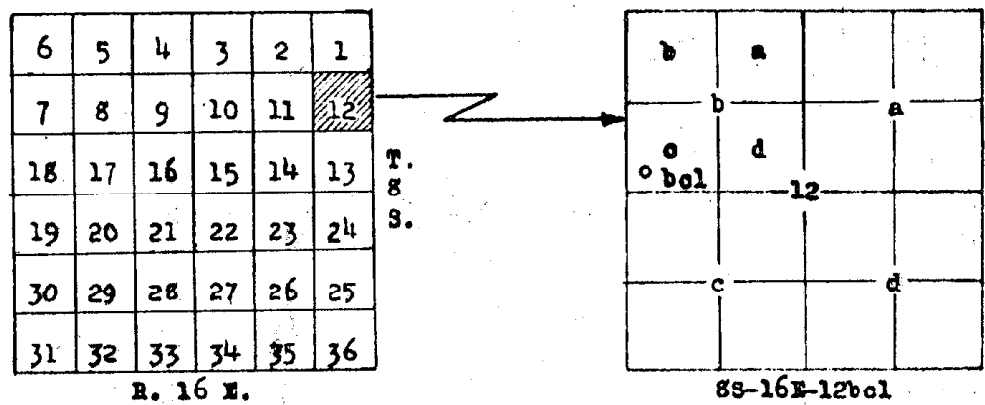 6 5 4 3 2 1
7 8 9 10 11 12
18 17 16 15 14 13
19 20 21 22 23 24
30 29 28 27 26 25
31 32 33 34 35 36
T.
8
S.
R. 16 E.
b a
b a
c d
bcl
12
c d
8S-16E-12bcl